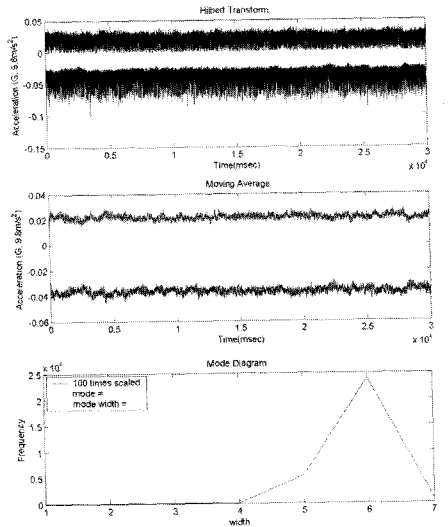 Hilbert Transform
Acceleration (G, 9.8m/s²)
0.05
0
-0.05
-0.1
-0.15
0
0.5
1
1.5
2
2.5
3
Time(msec)
x 10⁴
Moving Average
Acceleration (G, 9.8m/s²)
0.04
0.02
0
-0.02
-0.04
-0.06
0
0.5
1
1.5
2
2.5
3
Time(msec)
x 10⁴
Mode Diagram
x 10²
Frequency
2.5
2
1.5
1
0.5
0
100 times scaled
mode =
mode width =
1
2
3
4
5
6
7
width